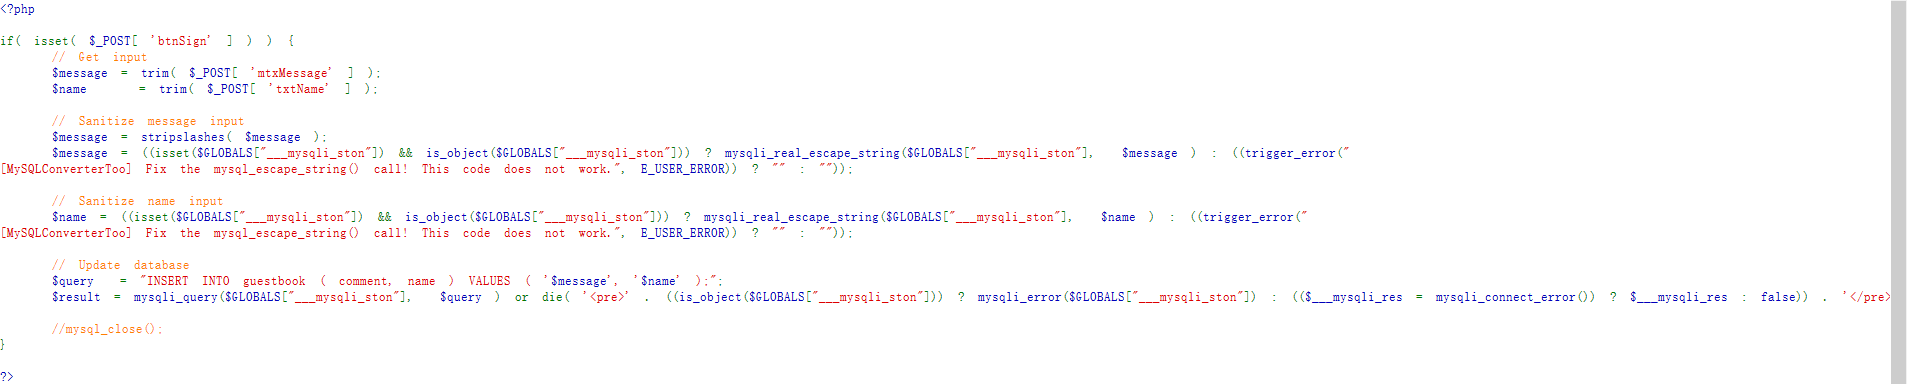 <?php
if( isset( $_POST[ 'btnSign' ] ) ) {
// Get input
$message = trim( $_POST[ 'mtxMessage' ] );
$name = trim( $_POST[ 'txtName' ] );
// Sanitize message input
$message = stripslashes( $message );
$message = ((isset($GLOBALS["___mysqli_ston"]) && is_object($GLOBALS["___mysqli_ston"])) ? mysqli_real_escape_string($GLOBALS["___mysqli_ston"], $message ) : ((trigger_error("
[MySQLConverterToo] Fix the mysql_escape_string() call! This code does not work.", E_USER_ERROR)) ? "" : ""));
// Sanitize name input
$name = ((isset($GLOBALS["___mysqli_ston"]) && is_object($GLOBALS["___mysqli_ston"])) ? mysqli_real_escape_string($GLOBALS["___mysqli_ston"], $name ) : ((trigger_error("
[MySQLConverterToo] Fix the mysql_escape_string() call! This code does not work.", E_USER_ERROR)) ? "" : ""));
// Update database
$query = "INSERT INTO guestbook ( comment, name ) VALUES ( '$message', '$name' );";
$result = mysqli_query($GLOBALS["___mysqli_ston"], $query ) or die( '<pre>' . ((is_object($GLOBALS["___mysqli_ston"])) ? mysqli_error($GLOBALS["___mysqli_ston"]) : (($___mysqli_res = mysqli_connect_error()) ? $___mysqli_res : false)) . '</pre>
//mysql_close();
}
?>